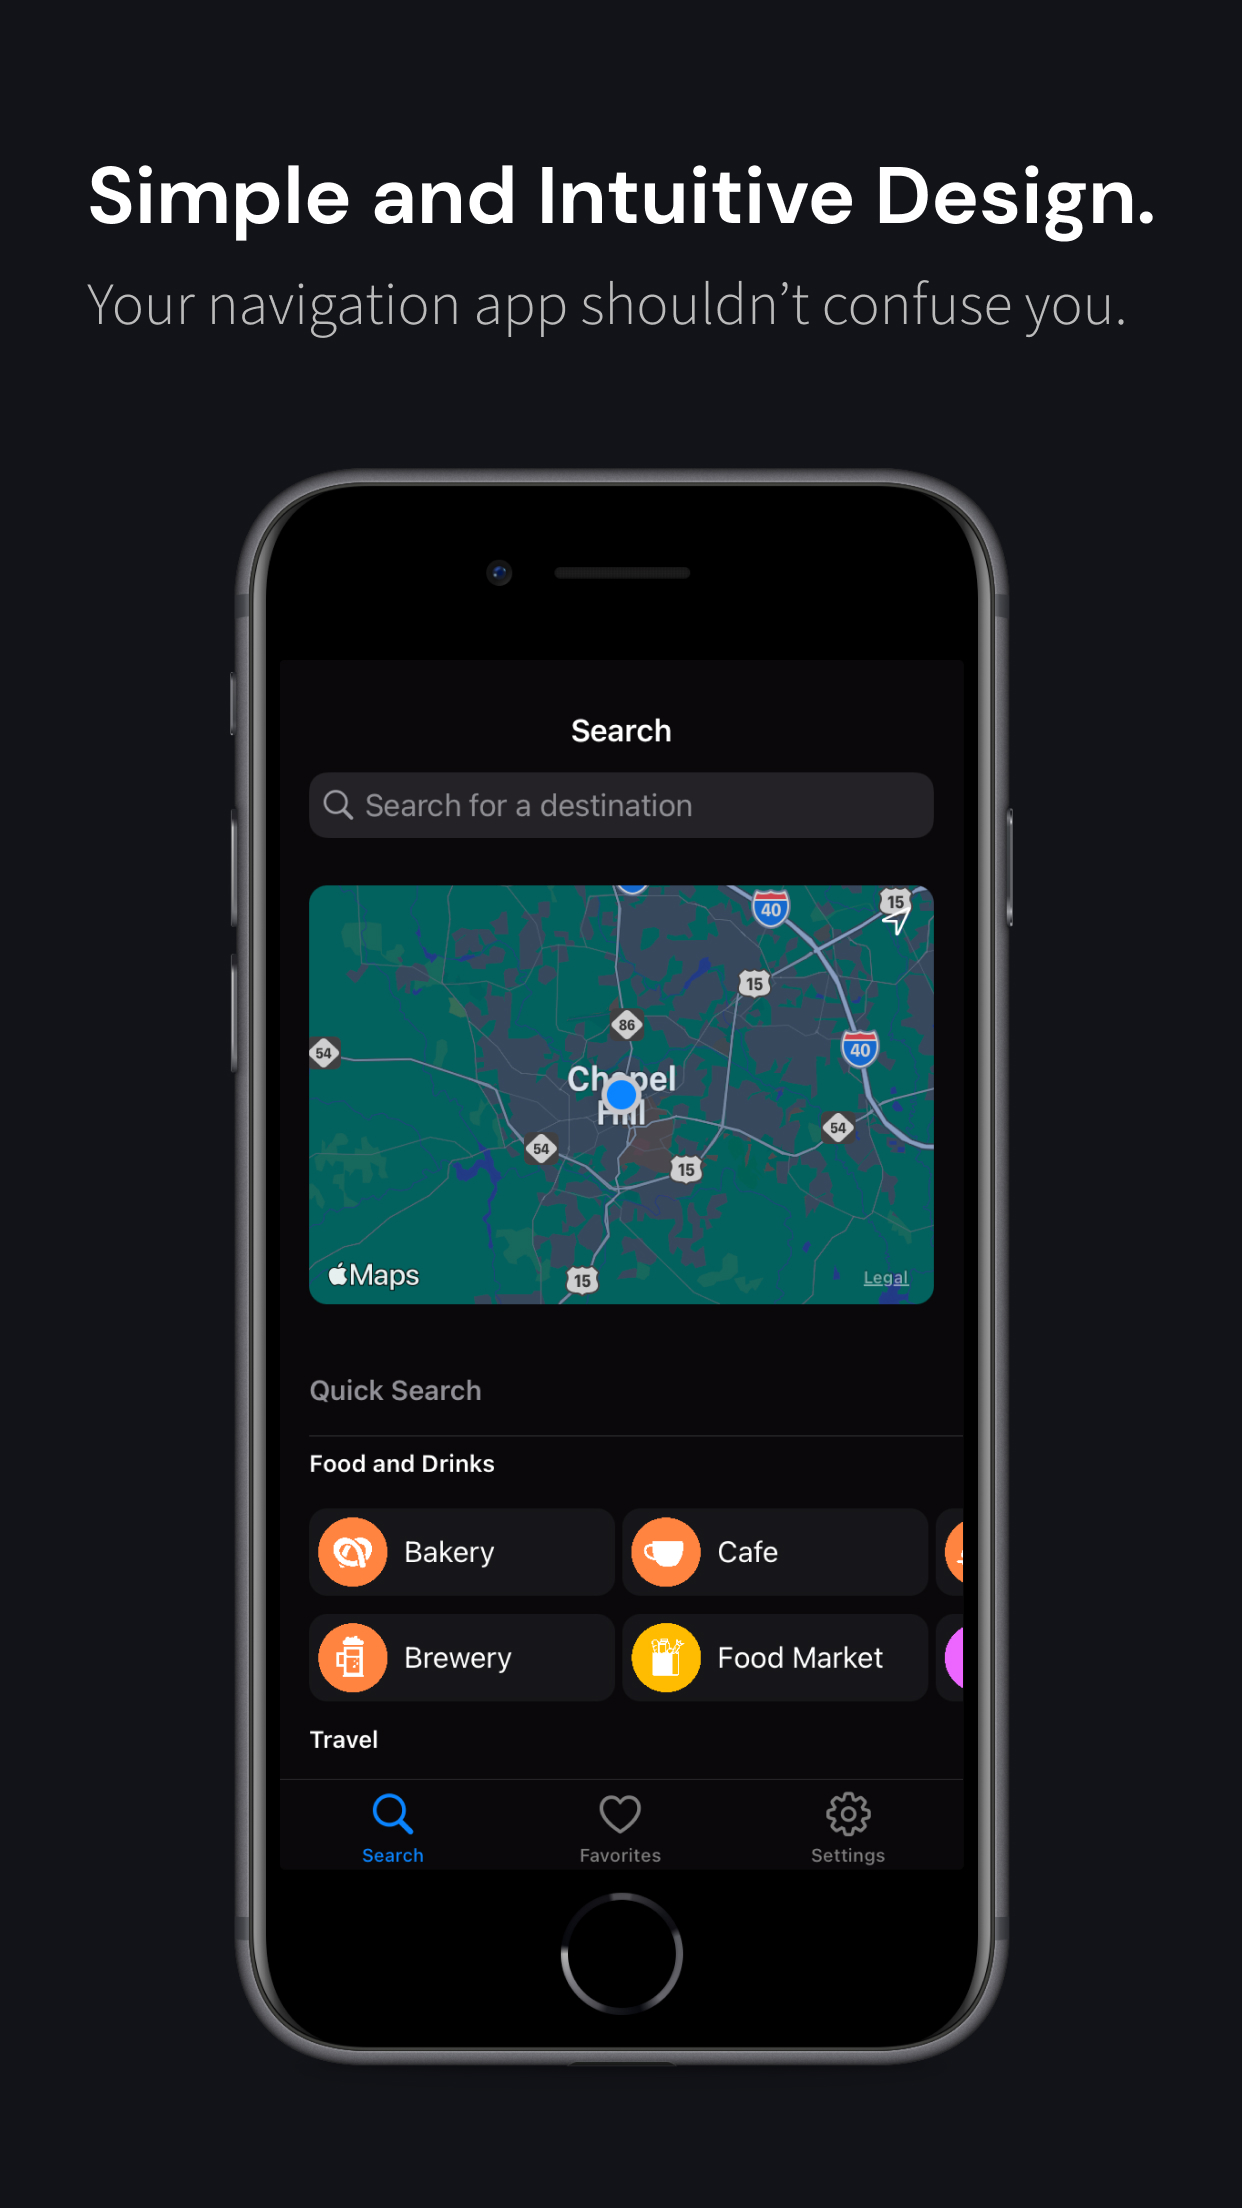 Simple and Intuitive Design.
Your navigation app shouldn’t confuse you.
Search
Search for a destination
40
15
15
86
40
54
Chapel
Hill
54
54
15
Maps
Legal
15
Quick Search
Food and Drinks
Bakery
Cafe
Brewery
Food Market
Travel
Search
Favorites
Settings